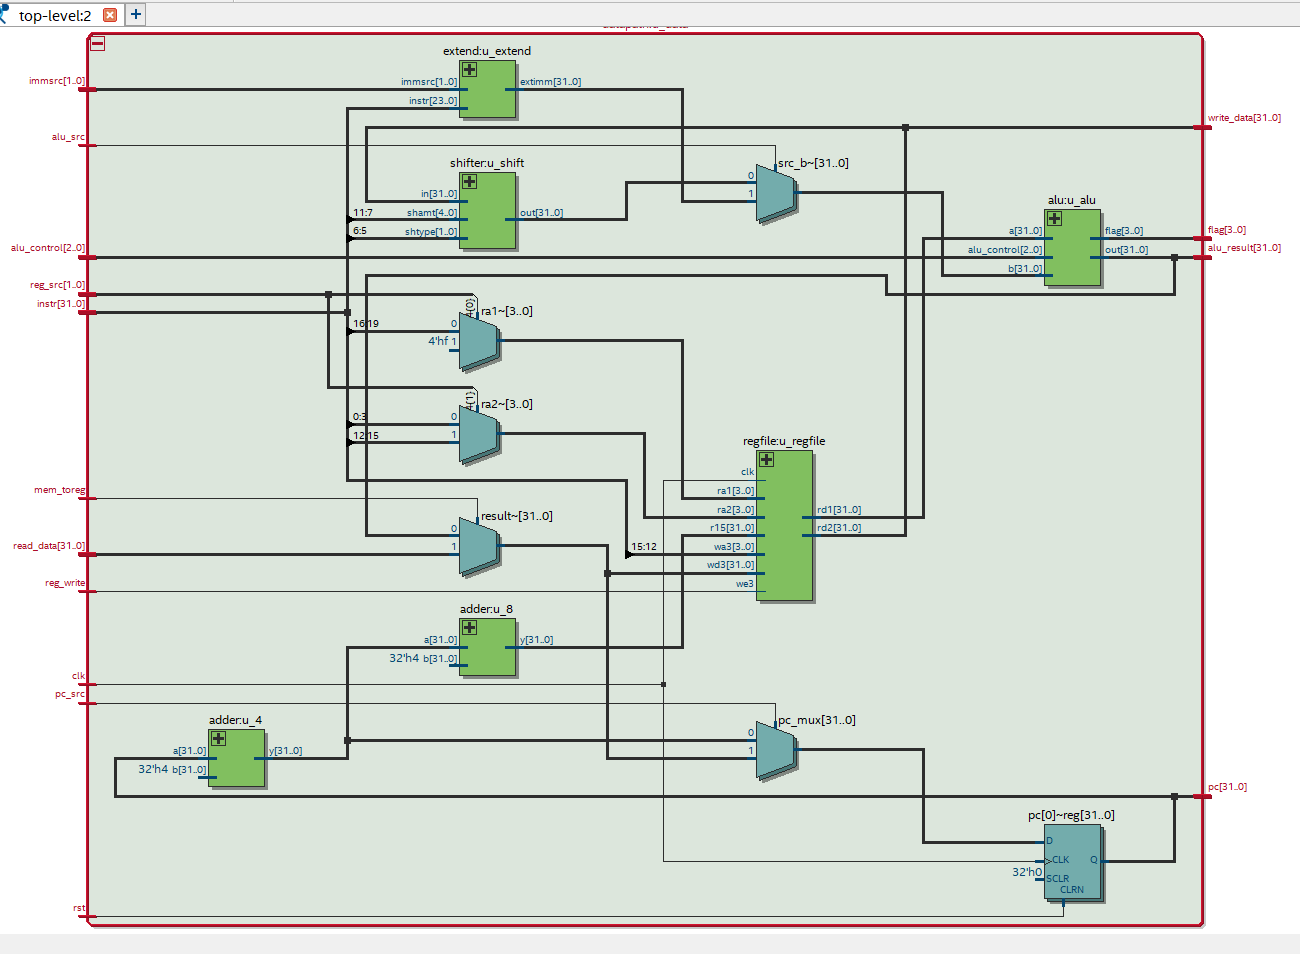 top-level:2
extend:u_extend
immsrc[1..0]
immsrc[1..0]
extimm[31..0]
instr[23..0]
write_data[31..0]
alu_src
shifter:u_shift
src_b~[31..0]
0
1
in[31..0]
11:7
shamt[4..0]
out[31..0]
6:5
shtype[1..0]
alu:u_alu
a[31..0]
flag[3..0]
flag[3..0]
alu_control[2..0]
alu_control[2..0]
out[31..0]
alu_result[31..0]
b[31..0]
reg_src[1..0]
instr[31..0]
ra1~[3..0]
16:19
0
4'hf 1
ra2~[3..0]
0:3
0
12:15
1
regfile:u_regfile
clk
mem_toreg
ra1[3..0]
ra2[3..0]
rd1[31..0]
result~[31..0]
0
r15[31..0]
rd2[31..0]
read_data[31..0]
1
15:12
wa3[3..0]
wd3[31..0]
reg_write
we3
adder:u_8
a[31..0]
y[31..0]
32'h4 b[31..0]
clk
pc_src
adder:u_4
pc_mux[31..0]
0
a[31..0]
y[31..0]
1
32'h4 b[31..0]
pc[31..0]
pc[0]~reg[31..0]
D
CLK
Q
32'h0
SCLR
CLRN
rst